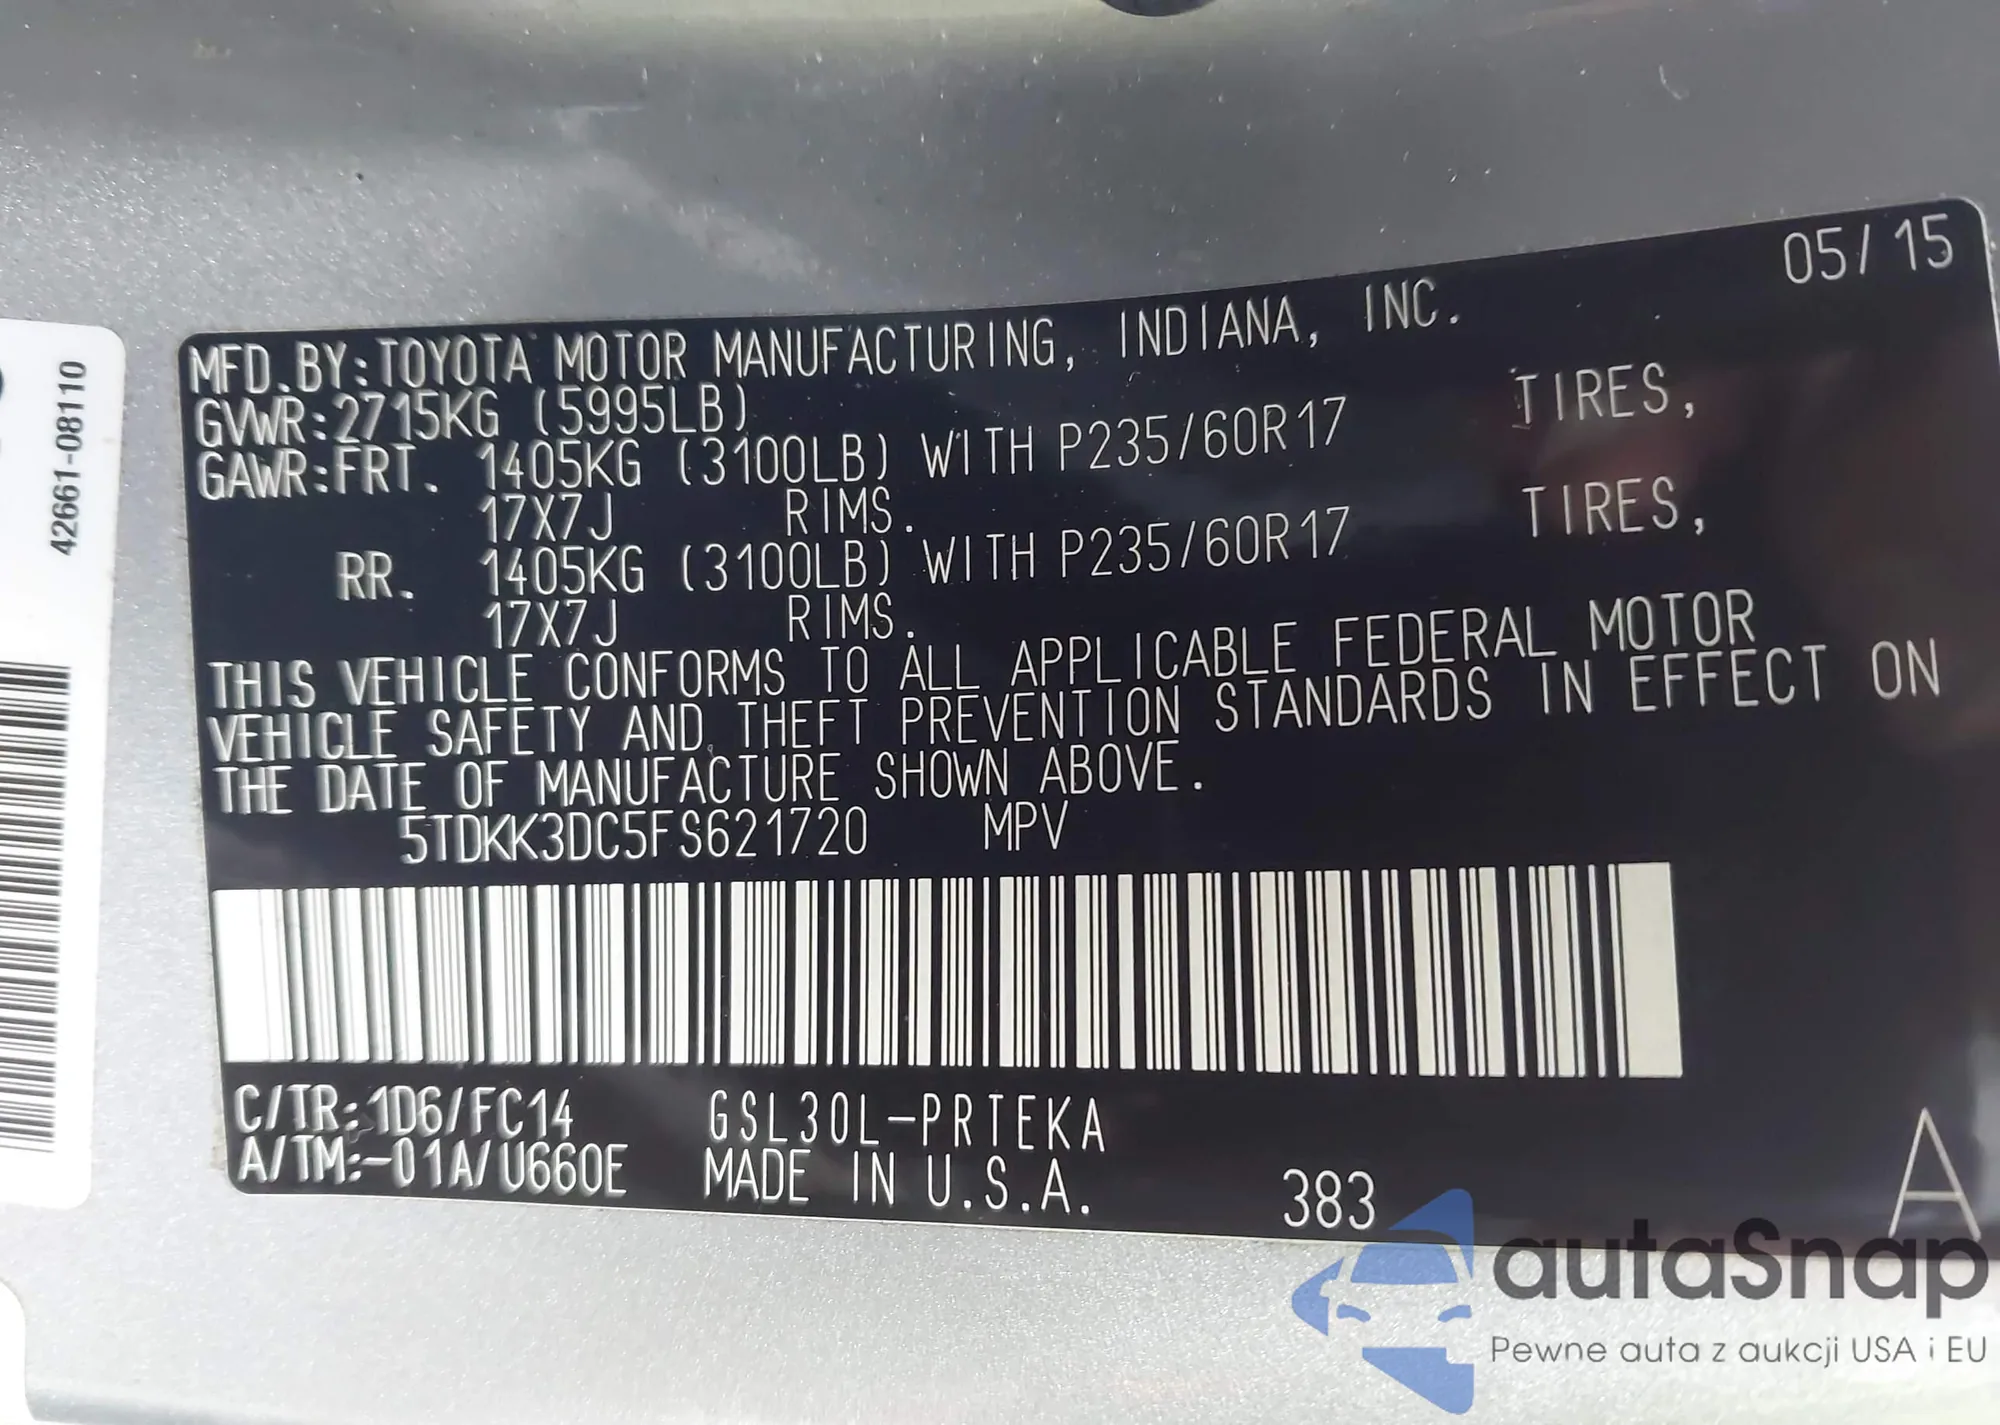 05/15
MFD.BY:TOYOTA MOTOR MANUFACTURING, INDIANA, INC.
GVWR:2715KG (5995LB)
GAWR:FRT. 1405KG (3100LB) WITH P235/60R17 TIRES,
17X7J RIMS.
RR. 1405KG (3100LB) WITH P235/60R17 TIRES,
17X7J RIMS.
THIS VEHICLE CONFORMS TO ALL APPLICABLE FEDERAL MOTOR
VEHICLE SAFETY AND THEFT PREVENTION STANDARDS IN EFFECT ON
THE DATE OF MANUFACTURE SHOWN ABOVE.
5TDKK3DC5FS621720 MPV
C/TR:1D6/FC14 GSL30L-PRTEKA
A/TM:-01A/U660E MADE IN U.S.A. 383 A
42661-08110
autaSnap
Pewne auta z aukcji USA i EU